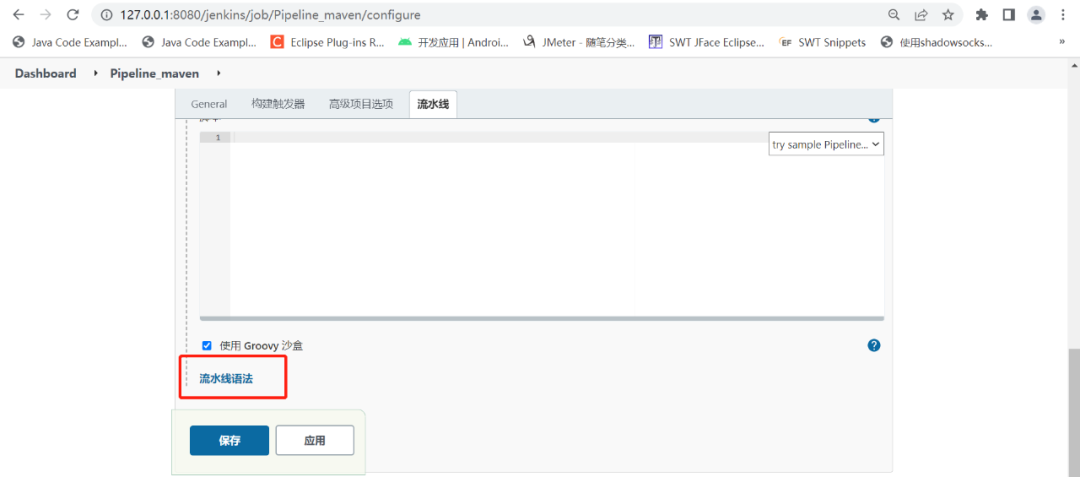 127.0.0.1:8080/jenkins/job/Pipeline_maven/configure
Java Code Exampl... Java Code Exampl... Eclipse Plug-ins R... 开发应用 | Androi... JMeter - 随笔分类... SWT JFace Eclipse... EF SWT Snippets 使用shadowsocks... »
Dashboard Pipeline_maven
General 构建触发器 高级项目选项 流水线
1
try sample Pipeline...
使用 Groovy 沙盒
流水线语法
保存 应用